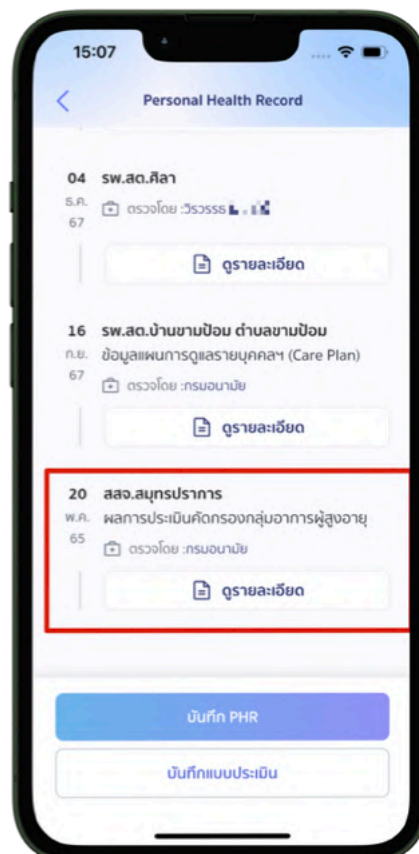 15:07
Personal Health Record
04 รพ.สต.ศิลา
ธ.ค. ตรวจโดย :วิรวรรธ
67
ดูรายละเอียด
16 รพ.สต.บ้านขามป้อม ตำบลขามป้อม
ก.ย. ข้อมูลแผนการดูแลรายบุคคลฯ (Care Plan)
67 ตรวจโดย :กรมอนามัย
ดูรายละเอียด
20 สสจ.สมุทรปราการ
พ.ค. ผลการประเมินคัดกรองกลุ่มอาการผู้สูงอายุ
65 ตรวจโดย :กรมอนามัย
ดูรายละเอียด
บันทึก PHR
บันทึกแบบประเมิน